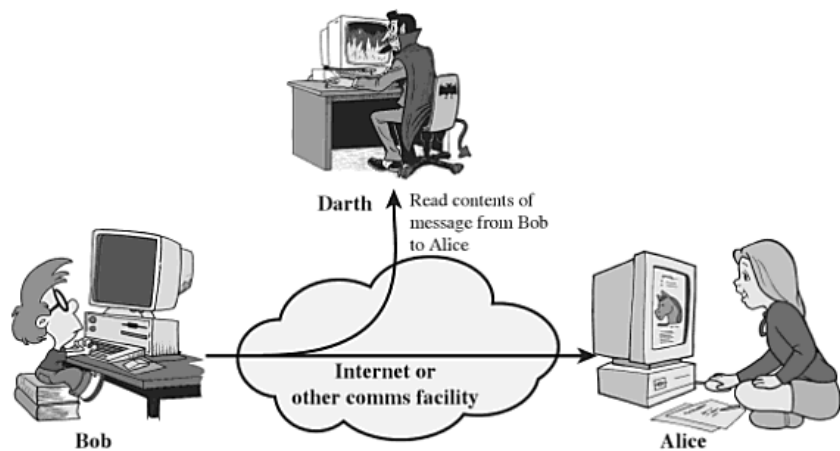 Darth
Read contents of
message from Bob
to Alice
Internet or
other comms facility
Bob
Alice